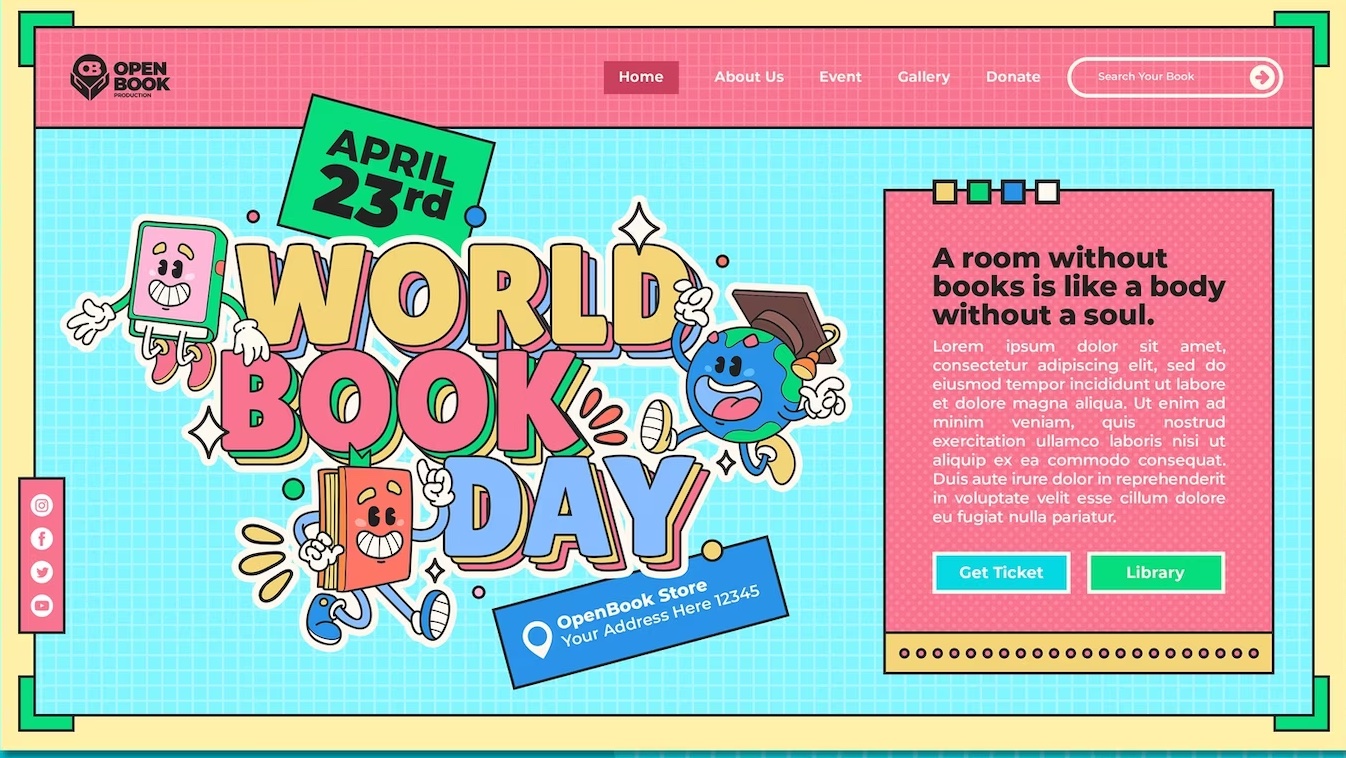 OPEN
BOOK
PRODUCTION
Home
About Us
Event
Gallery
Donate
Search Your Book
APRIL
23rd
WORLD
BOOK
DAY
OpenBook Store
Your Address Here 12345
A room without
books is like a body
without a soul.
Lorem ipsum dolor sit amet,
consectetur adipiscing elit, sed do
eiusmod tempor incididunt ut labore
et dolore magna aliqua. Ut enim ad
minim veniam, quis nostrud
exercitation ullamco laboris nisi ut
aliquip ex ea commodo consequat.
Duis aute irure dolor in reprehenderit
in voluptate velit esse cillum dolore
eu fugiat nulla pariatur.
Get Ticket
Library